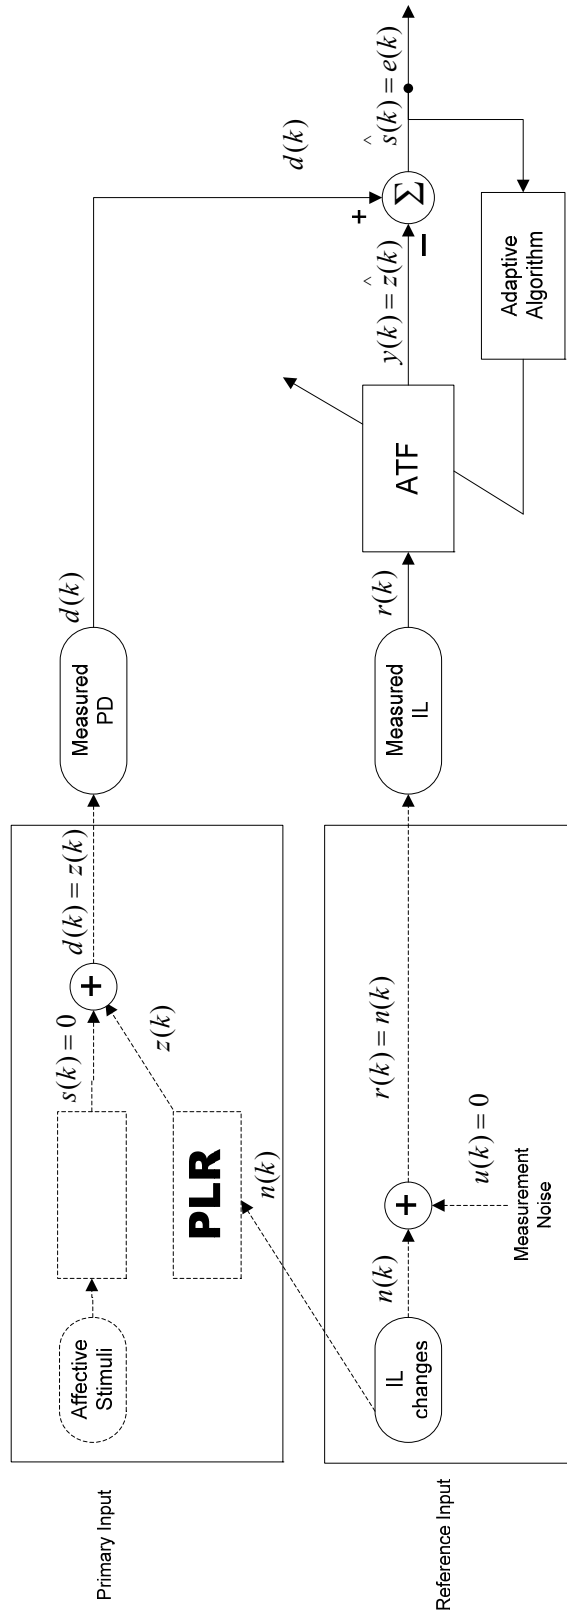 Primary Input
Affective
Stimuli
s(k) = 0
+
d(k) = z(k)
Measured
PD
d(k)
d(k)
PLR
z(k)
n(k)
Reference Input
IL
changes
n(k)
+
r(k) = n(k)
u(k) = 0
Measurement
Noise
Measured
IL
r(k)
ATF
y(k) = ẑ(k)
+
−
Σ
ŝ(k) = e(k)
Adaptive
Algorithm